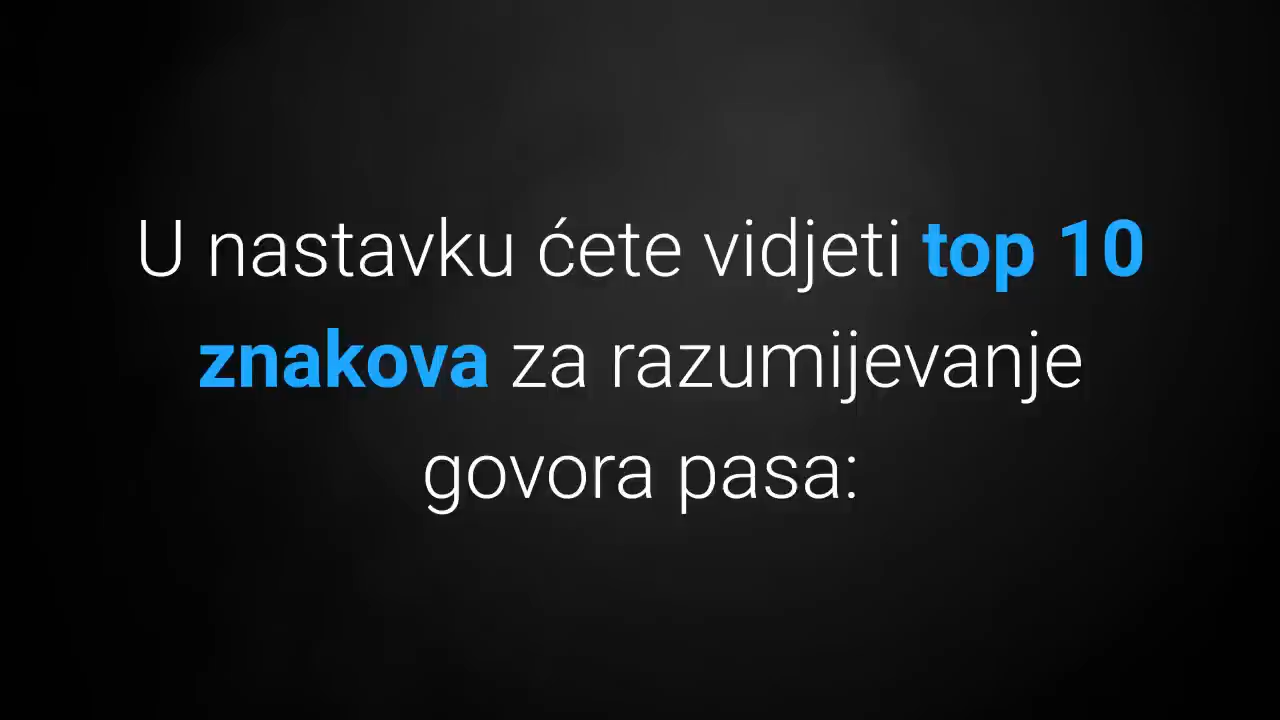 U nastavku ćete vidjeti top 10
znakova za razumijevanje
govora pasa: